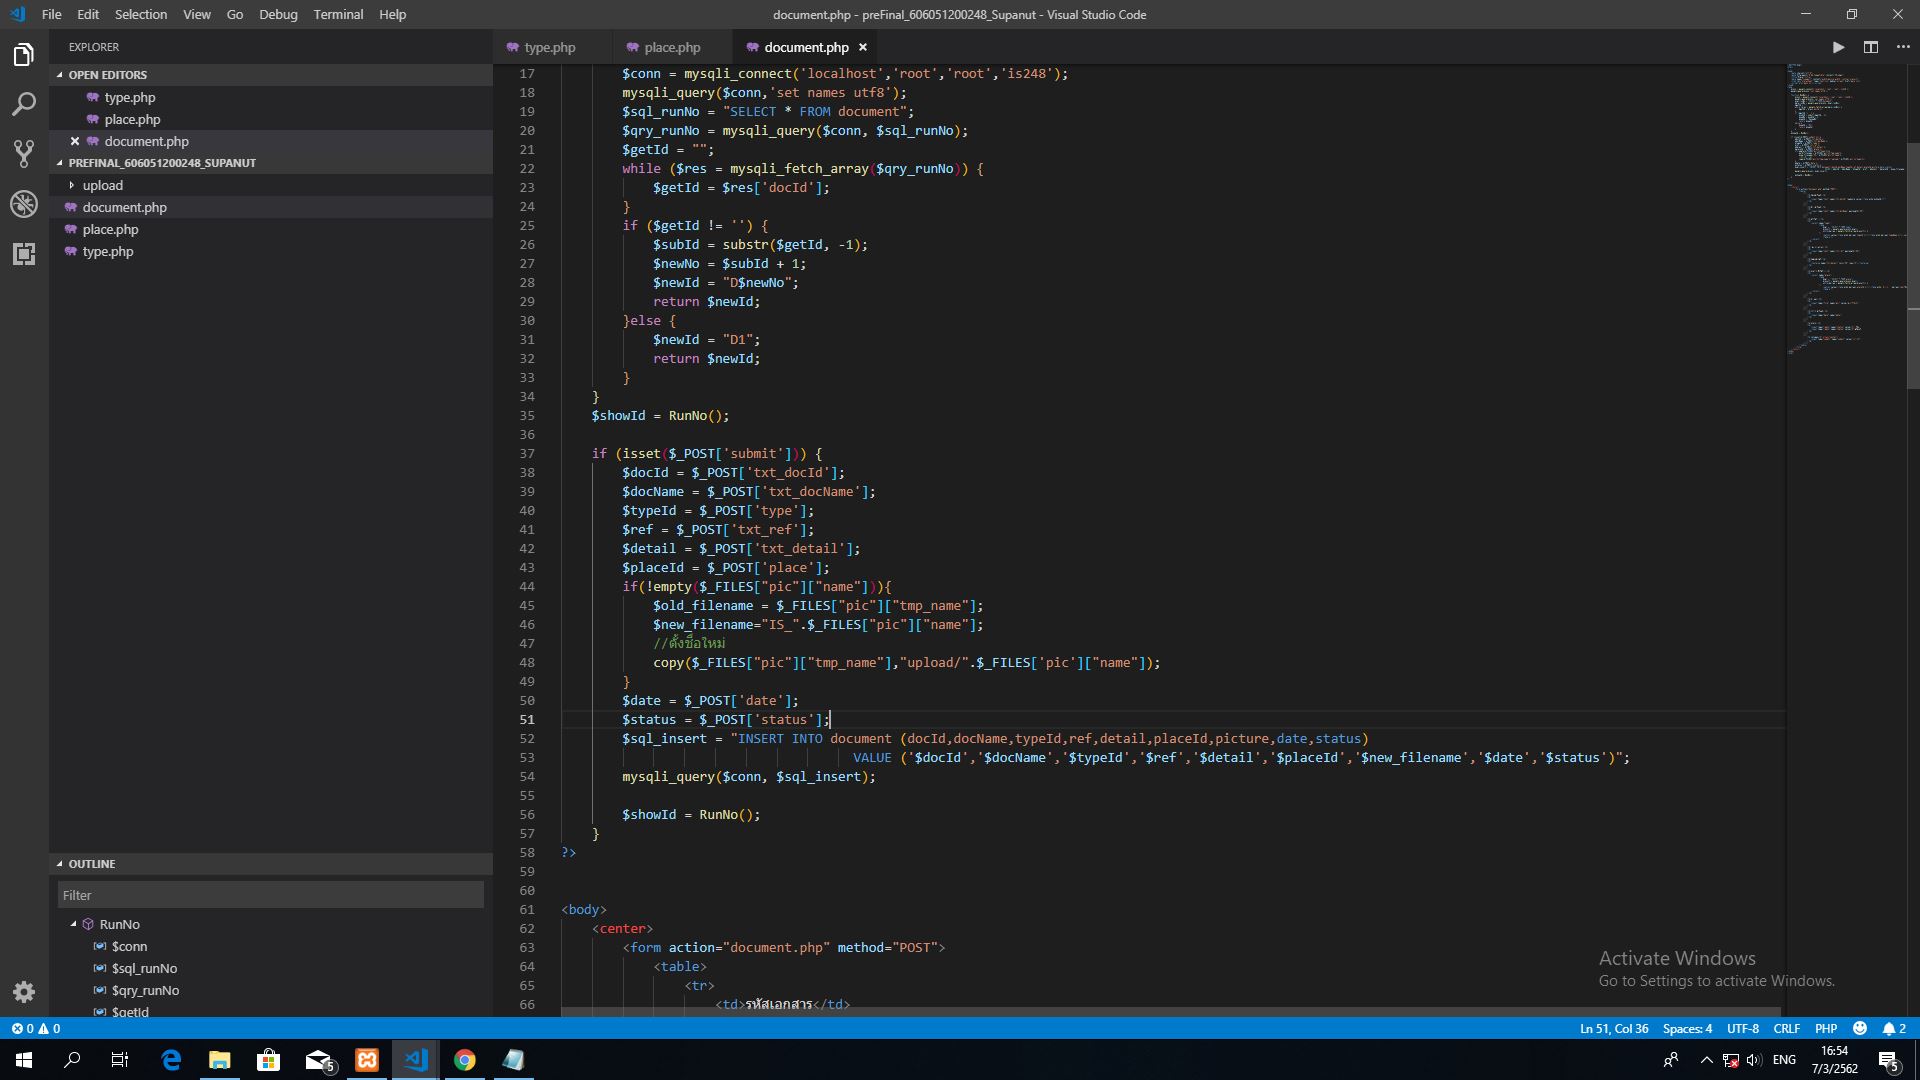 File Edit Selection View Go Debug Terminal Help
document.php - preFinal_606051200248_Supanut - Visual Studio Code
EXPLORER
OPEN EDITORS
type.php
place.php
document.php
PREFINAL_606051200248_SUPANUT
upload
document.php
place.php
type.php
OUTLINE
Filter
RunNo
$conn
$sql_runNo
$qry_runNo
$getId
type.php place.php document.php
17 $conn = mysqli_connect('localhost','root','root','is248');
18 mysqli_query($conn,'set names utf8');
19 $sql_runNo = "SELECT * FROM document";
20 $qry_runNo = mysqli_query($conn, $sql_runNo);
21 $getId = "";
22 while ($res = mysqli_fetch_array($qry_runNo)) {
23 $getId = $res['docId'];
24 }
25 if ($getId != '') {
26 $subId = substr($getId, -1);
27 $newNo = $subId + 1;
28 $newId = "D$newNo";
29 return $newId;
30 }else {
31 $newId = "D1";
32 return $newId;
33 }
34 }
35 $showId = RunNo();
36
37 if (isset($_POST['submit'])) {
38 $docId = $_POST['txt_docId'];
39 $docName = $_POST['txt_docName'];
40 $typeId = $_POST['type'];
41 $ref = $_POST['txt_ref'];
42 $detail = $_POST['txt_detail'];
43 $placeId = $_POST['place'];
44 if(!empty($_FILES["pic"]["name"])){
45 $old_filename = $_FILES["pic"]["tmp_name"];
46 $new_filename="IS_".$_FILES["pic"]["name"];
47 //ตั้งชื่อใหม่
48 copy($_FILES["pic"]["tmp_name"],"upload/".$_FILES['pic']["name"]);
49 }
50 $date = $_POST['date'];
51 $status = $_POST['status'];
52 $sql_insert = "INSERT INTO document (docId,docName,typeId,ref,detail,placeId,picture,date,status)
53 VALUE ('$docId','$docName','$typeId','$ref','$detail','$placeId','$new_filename','$date','$status')";
54 mysqli_query($conn, $sql_insert);
55
56 $showId = RunNo();
57 }
58 ?>
59
60
61 <body>
62 <center>
63 <form action="document.php" method="POST">
64 <table>
65 <tr>
66 <td>รหัสเอกสาร</td>
Activate Windows
Go to Settings to activate Windows.
0 0
Ln 51, Col 36 Spaces: 4 UTF-8 CRLF PHP 2
5
ENG
16:54
7/3/2562
5